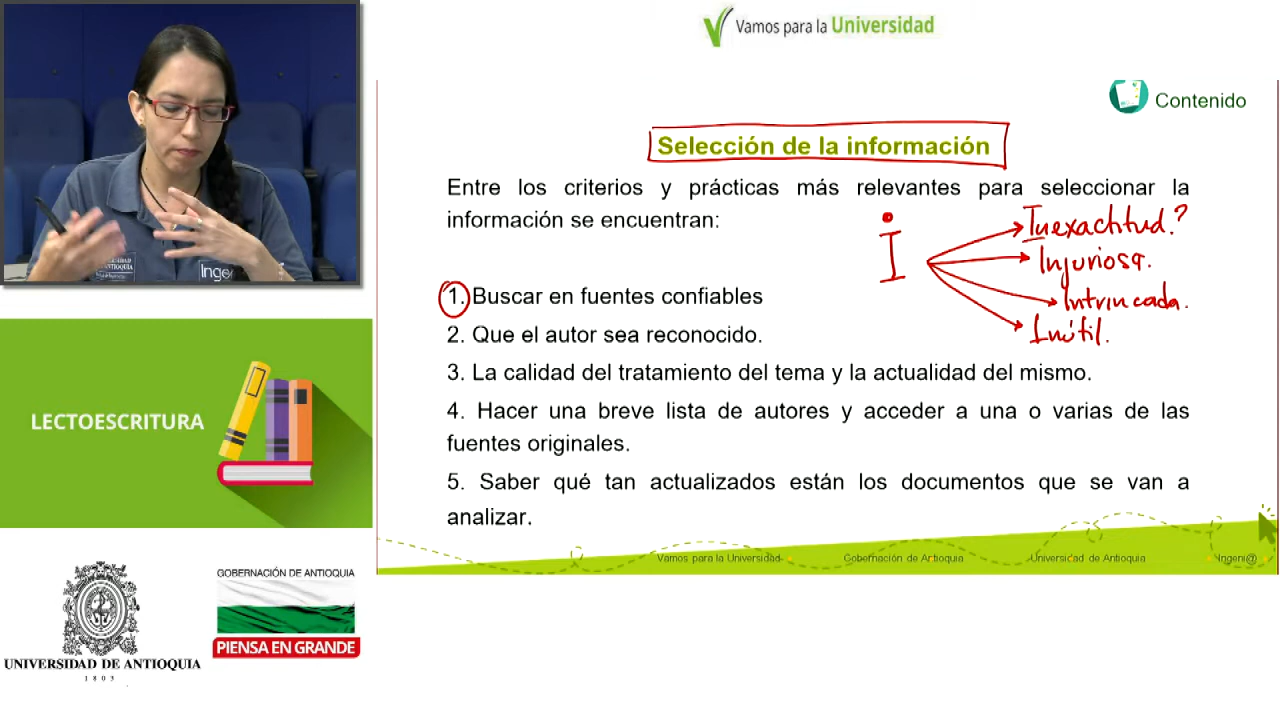 Vamos para la Universidad
Contenido
Selección de la información
Entre los criterios y prácticas más relevantes para seleccionar la
información se encuentran:
I
Inexactitud?
Injuriosa.
Intrincada.
Inútil.
1. Buscar en fuentes confiables
2. Que el autor sea reconocido.
3. La calidad del tratamiento del tema y la actualidad del mismo.
4. Hacer una breve lista de autores y acceder a una o varias de las
fuentes originales.
5. Saber qué tan actualizados están los documentos que se van a
analizar.
Vamos para la Universidad Gobernación de Antioquia Universidad de Antioquia Ingeni@
LECTOESCRITURA
UNIVERSIDAD DE ANTIOQUIA
1803
GOBERNACIÓN DE ANTIOQUIA
PIENSA EN GRANDE